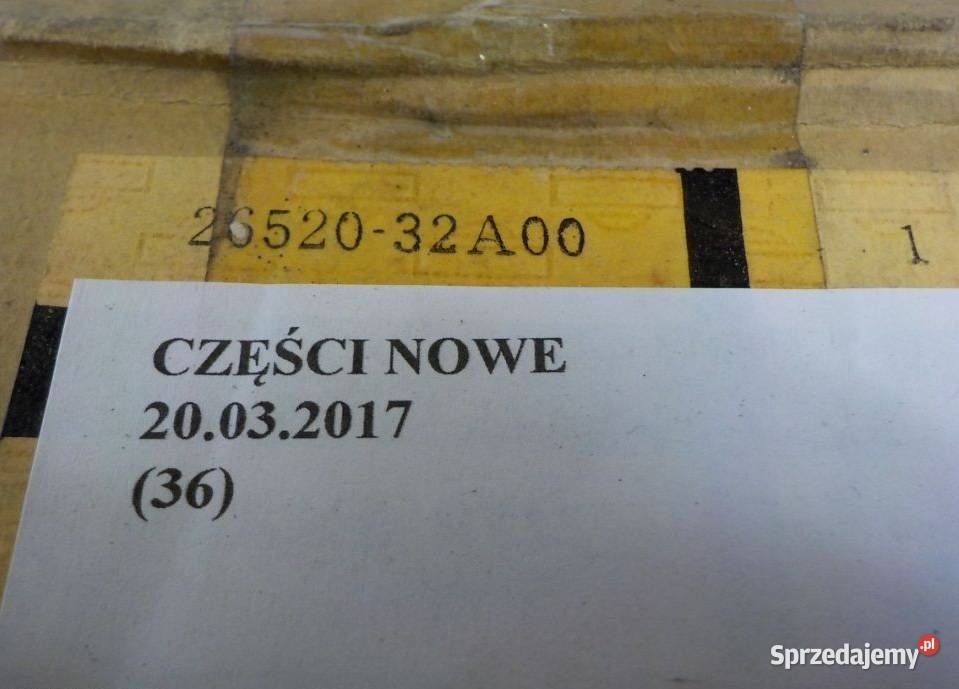 26520-32A00
1
CZĘŚCI NOWE
20.03.2017
(36)
Sprzedajemy.pl